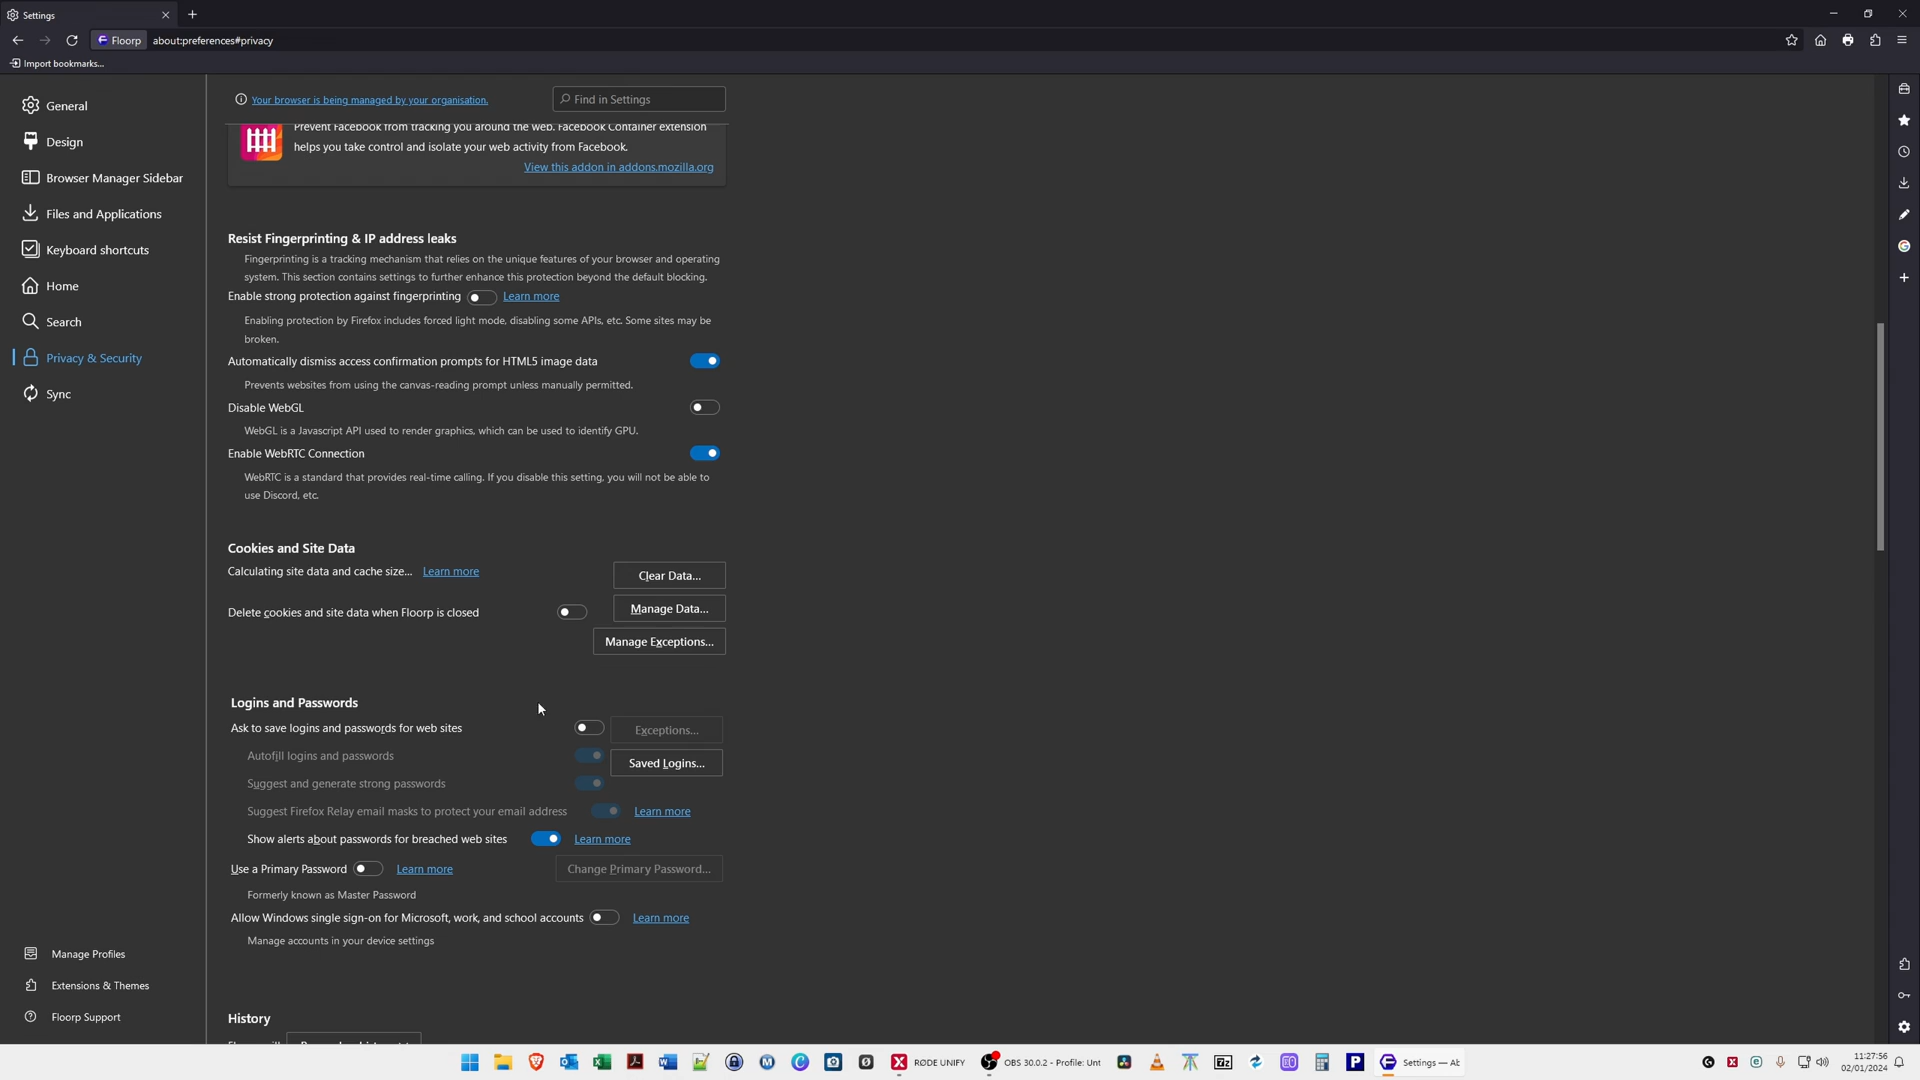 Settings
Floorp
about:preferences#privacy
Import bookmarks...
General
Design
Browser Manager Sidebar
Files and Applications
Keyboard shortcuts
Home
Search
Privacy & Security
Sync
Manage Profiles
Extensions & Themes
Floorp Support
Your browser is being managed by your organisation.
Find in Settings
Prevent Facebook from tracking you around the web. Facebook Container extension
helps you take control and isolate your web activity from Facebook.
View this addon in addons.mozilla.org
Resist Fingerprinting & IP address leaks
Fingerprinting is a tracking mechanism that relies on the unique features of your browser and operating
system. This section contains settings to further enhance this protection beyond the default blocking.
Enable strong protection against fingerprinting Learn more
Enabling protection by Firefox includes forced light mode, disabling some APIs, etc. Some sites may be
broken.
Automatically dismiss access confirmation prompts for HTML5 image data
Prevents websites from using the canvas-reading prompt unless manually permitted.
Disable WebGL
WebGL is a Javascript API used to render graphics, which can be used to identify GPU.
Enable WebRTC Connection
WebRTC is a standard that provides real-time calling. If you disable this setting, you will not be able to
use Discord, etc.
Cookies and Site Data
Calculating site data and cache size... Learn more
Clear Data...
Delete cookies and site data when Floorp is closed
Manage Data...
Manage Exceptions...
Logins and Passwords
Ask to save logins and passwords for web sites
Exceptions...
Autofill logins and passwords
Saved Logins...
Suggest and generate strong passwords
Suggest Firefox Relay email masks to protect your email address Learn more
Show alerts about passwords for breached web sites Learn more
Use a Primary Password Learn more
Change Primary Password...
Formerly known as Master Password
Allow Windows single sign-on for Microsoft, work, and school accounts Learn more
Manage accounts in your device settings
History
RØDE UNIFY
OBS 30.0.2 - Profile: Unt
7z
Settings — Ab
11:27:56
02/01/2024